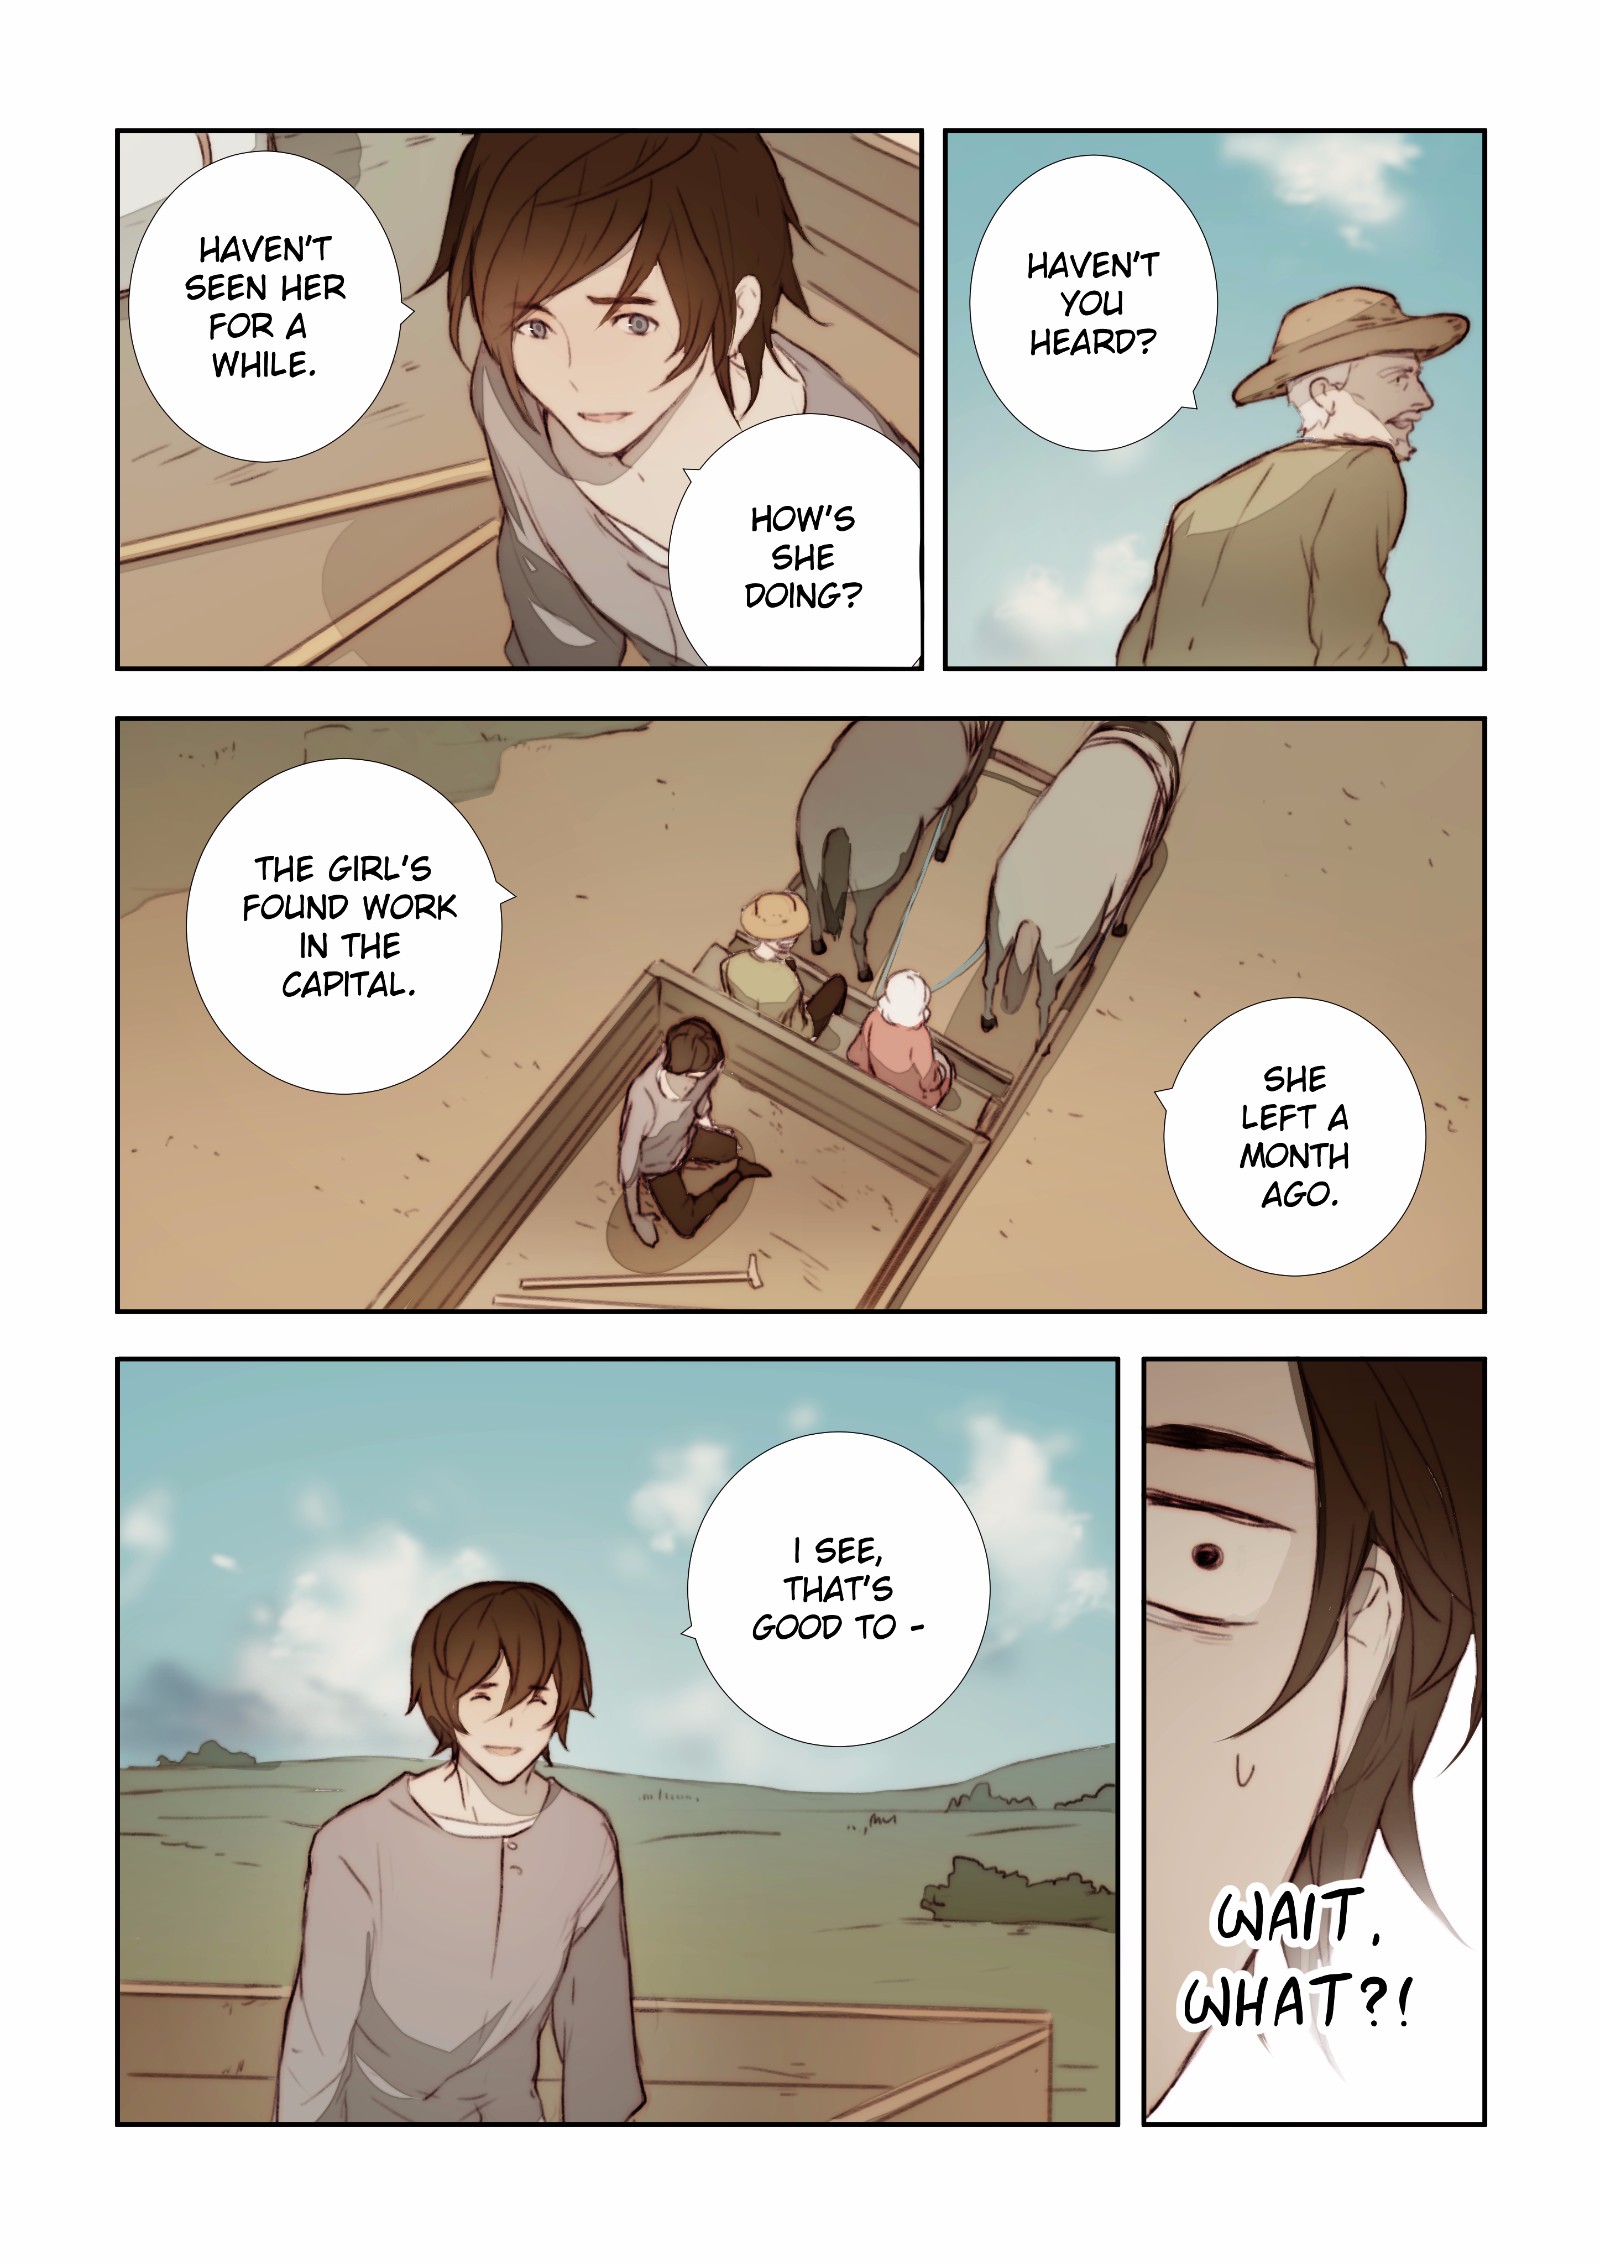 HAVEN'T
SEEN HER
FOR A
WHILE.
HOW'S
SHE
DOING?
HAVEN'T
YOU
HEARD?
THE GIRL'S
FOUND WORK
IN THE
CAPITAL.
SHE
LEFT A
MONTH
AGO.
I SEE,
THAT'S
GOOD TO -
WAIT,
WHAT?!